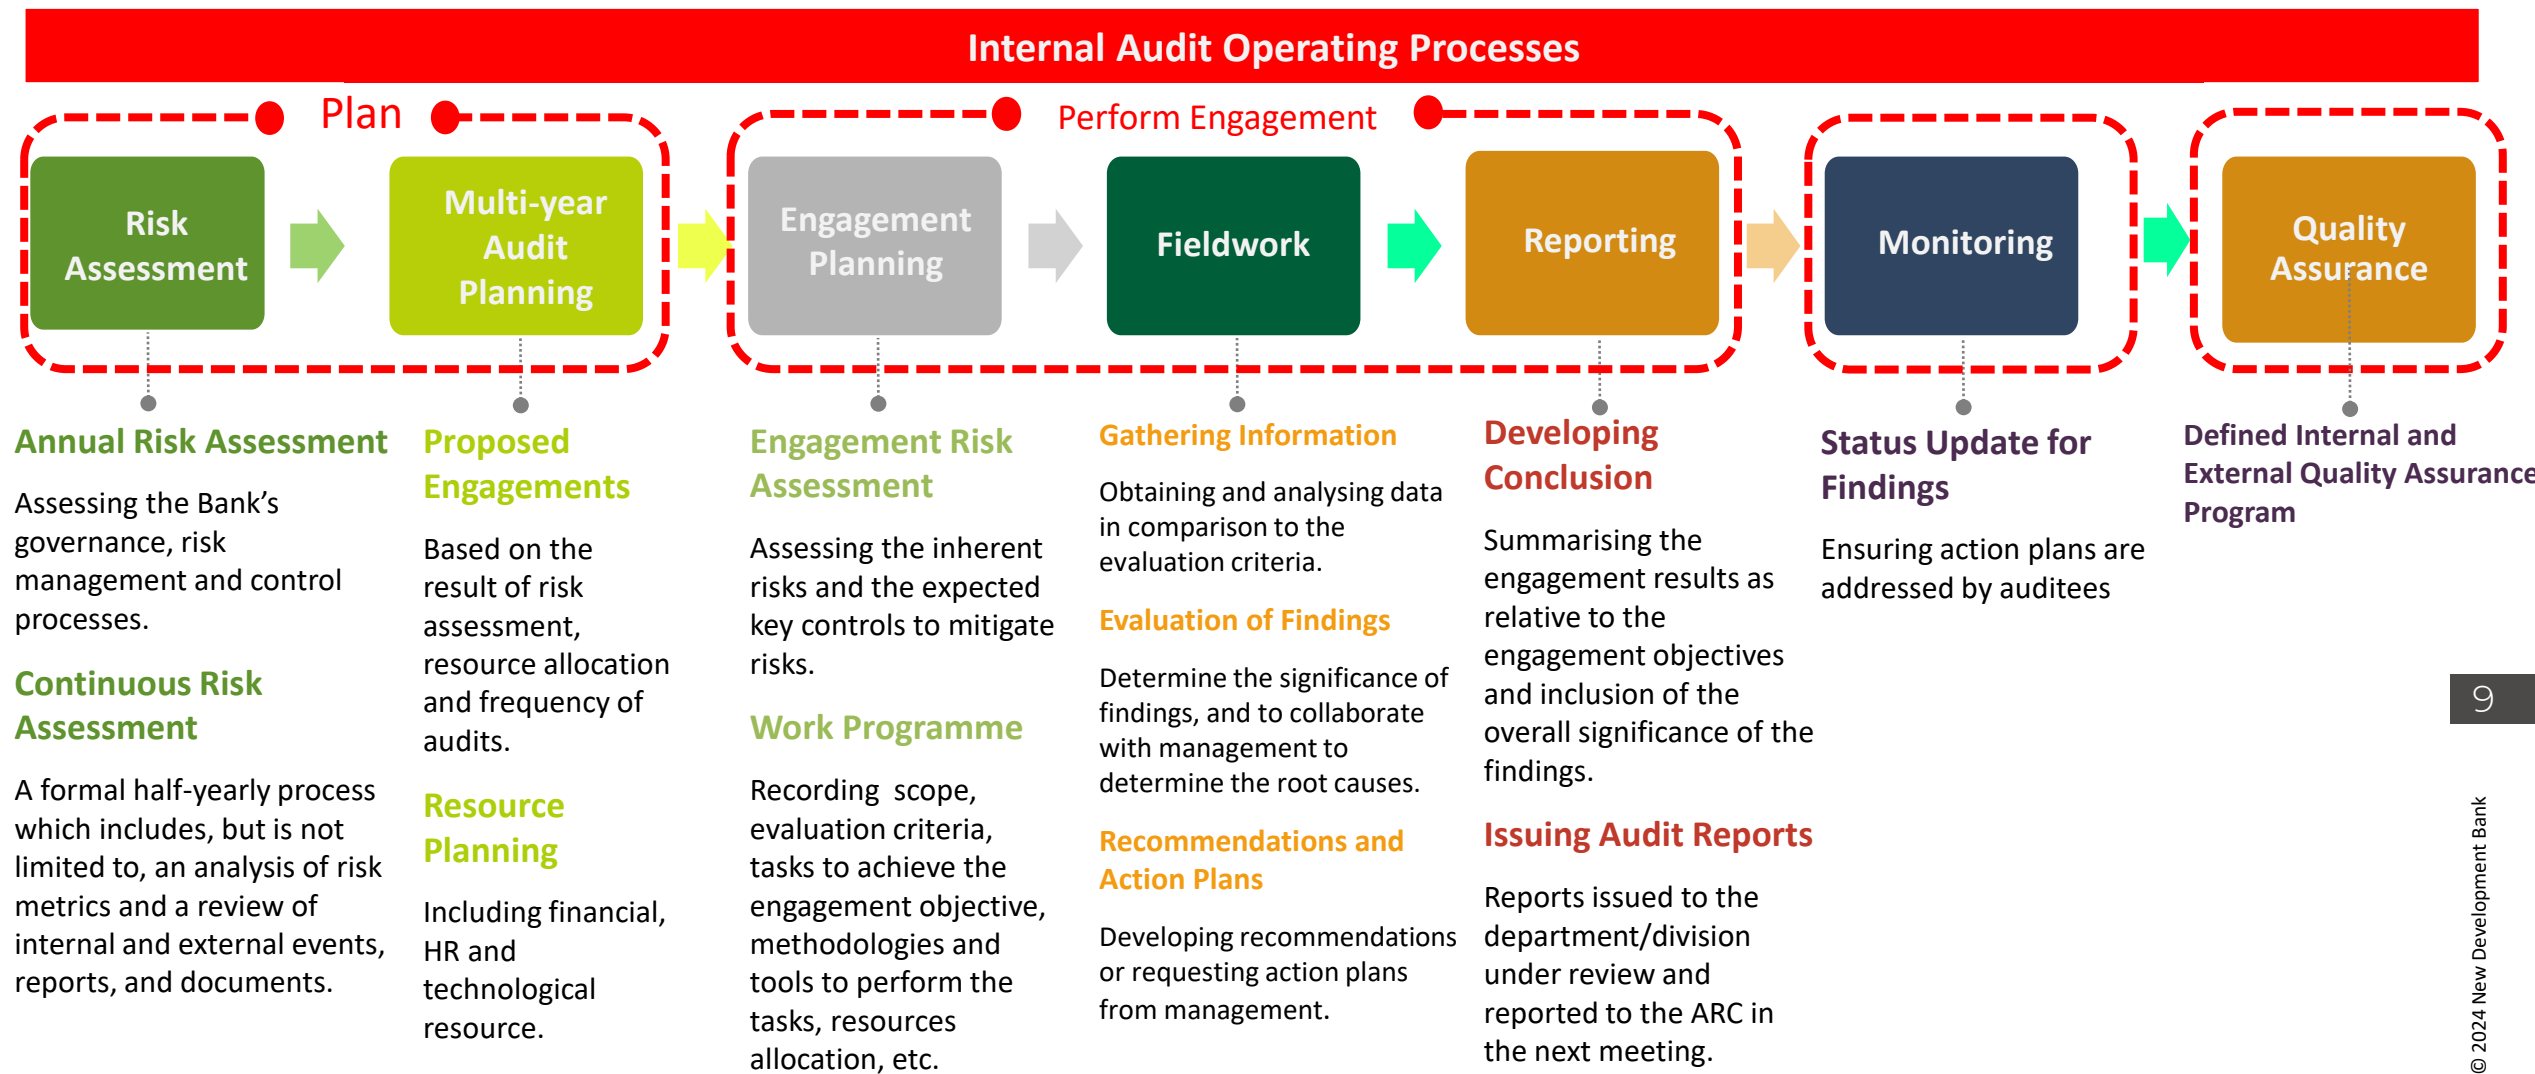 Internal Audit Operating Processes
Plan
Perform Engagement
Risk
Assessment
Multi-year
Audit
Planning
Engagement
Planning
Fieldwork
Reporting
Monitoring
Quality
Assurance
Annual Risk Assessment
Assessing the Bank’s
governance, risk
management and control
processes.
Continuous Risk
Assessment
A formal half-yearly process
which includes, but is not
limited to, an analysis of risk
metrics and a review of
internal and external events,
reports, and documents.
Proposed
Engagements
Based on the
result of risk
assessment,
resource allocation
and frequency of
audits.
Resource
Planning
Including financial,
HR and
technological
resource.
Engagement Risk
Assessment
Assessing the inherent
risks and the expected
key controls to mitigate
risks.
Work Programme
Recording scope,
evaluation criteria,
tasks to achieve the
engagement objective,
methodologies and
tools to perform the
tasks, resources
allocation, etc.
Gathering Information
Obtaining and analysing data
in comparison to the
evaluation criteria.
Evaluation of Findings
Determine the significance of
findings, and to collaborate
with management to
determine the root causes.
Recommendations and
Action Plans
Developing recommendations
or requesting action plans
from management.
Developing
Conclusion
Summarising the
engagement results as
relative to the
engagement objectives
and inclusion of the
overall significance of the
findings.
Issuing Audit Reports
Reports issued to the
department/division
under review and
reported to the ARC in
the next meeting.
Status Update for
Findings
Ensuring action plans are
addressed by auditees
Defined Internal and
External Quality Assurance
Program
9
© 2024 New Development Bank